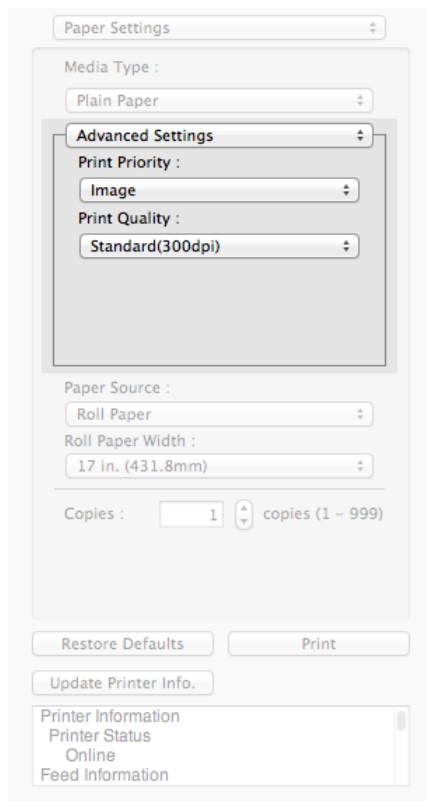 Paper Settings
Media Type :
Plain Paper
Advanced Settings
Print Priority :
Image
Print Quality :
Standard(300dpi)
Paper Source :
Roll Paper
Roll Paper Width :
17 in. (431.8mm)
Copies : 1 copies (1 – 999)
Restore Defaults Print
Update Printer Info.
Printer Information
Printer Status
Online
Feed Information